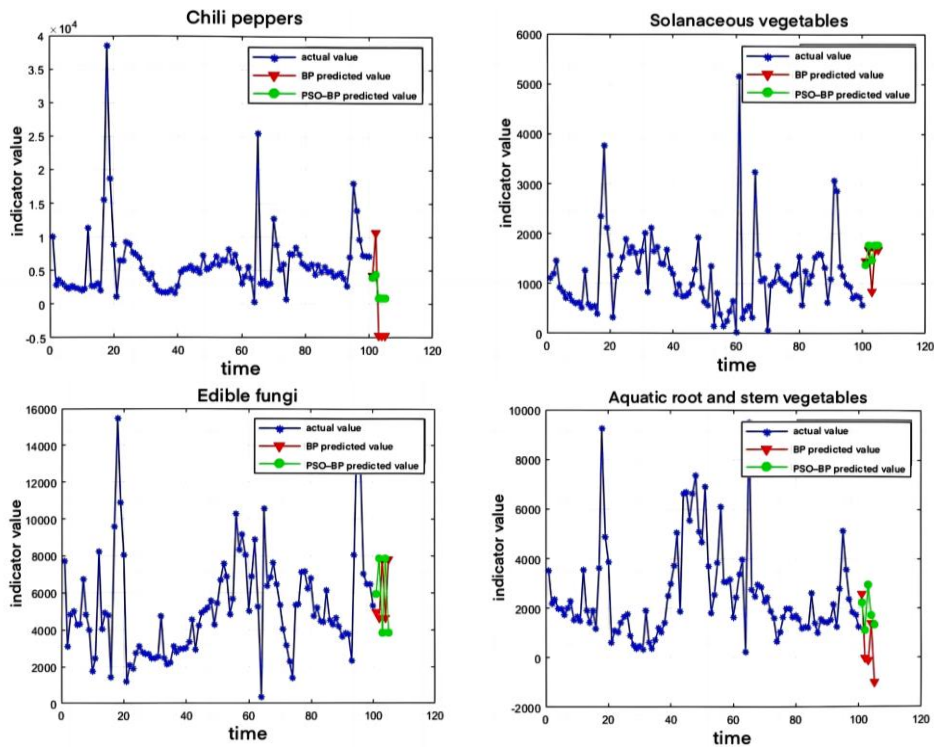 Chili peppers
×10⁴
4
3.5
3
2.5
2
1.5
1
0.5
0
-0.5
0 20 40 60 80 100 120
indicator value
time
actual value
BP predicted value
PSO–BP predicted value
Solanaceous vegetables
6000
5000
4000
3000
2000
1000
0
0 20 40 60 80 100 120
indicator value
time
actual value
BP predicted value
PSO–BP predicted value
Edible fungi
16000
14000
12000
10000
8000
6000
4000
2000
0
0 20 40 60 80 100 120
indicator value
time
actual value
BP predicted value
PSO–BP predicted value
Aquatic root and stem vegetables
10000
8000
6000
4000
2000
0
-2000
0 20 40 60 80 100 120
indicator value
time
actual value
BP predicted value
PSO–BP predicted value